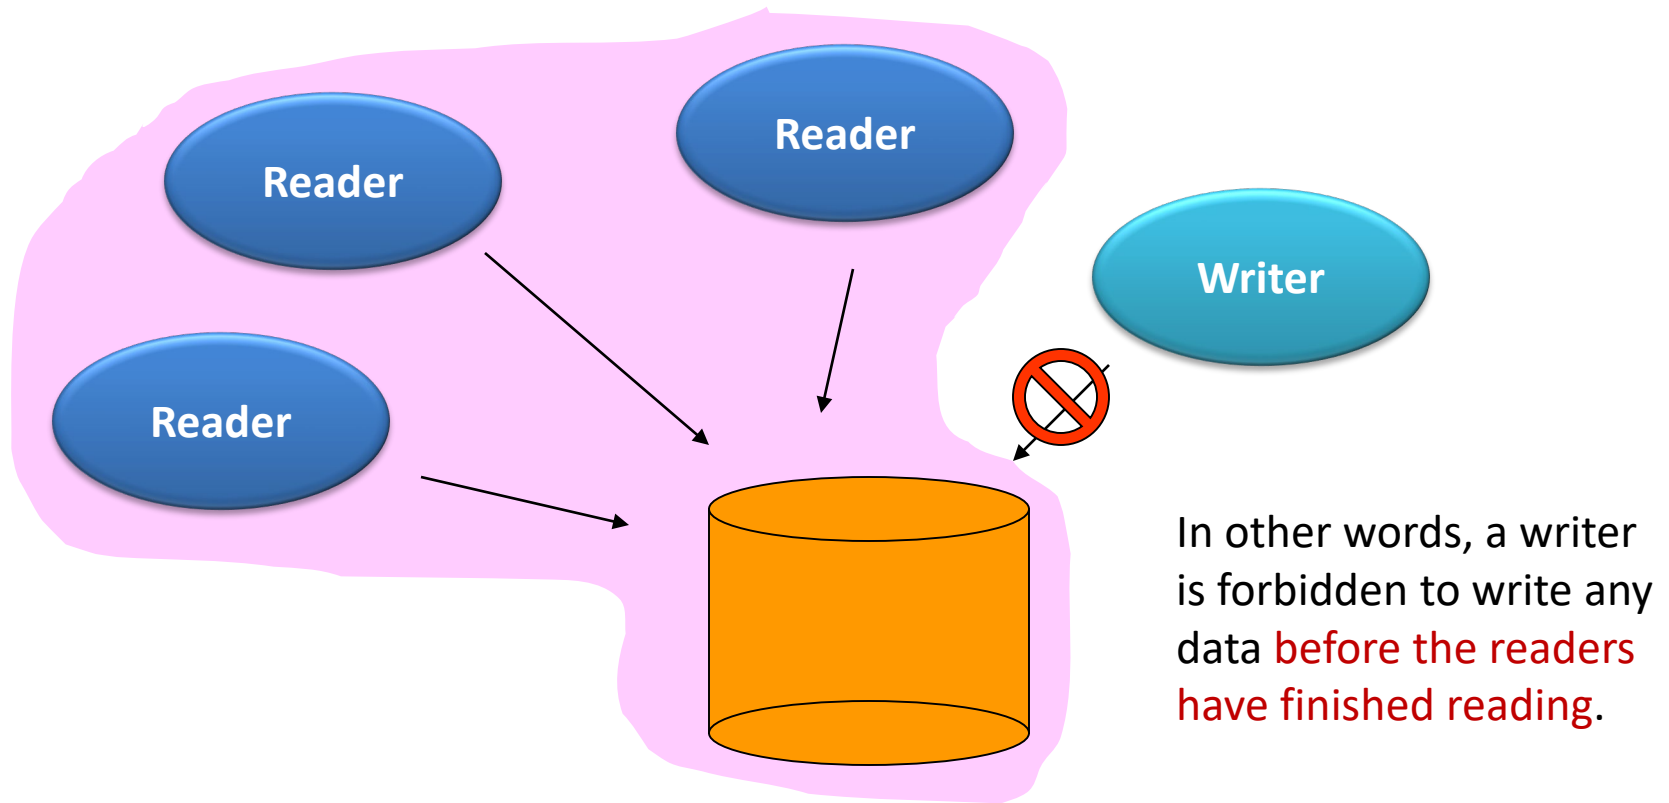 Reader
Reader
Writer
Reader
In other words, a writer
is forbidden to write any
data before the readers
have finished reading.